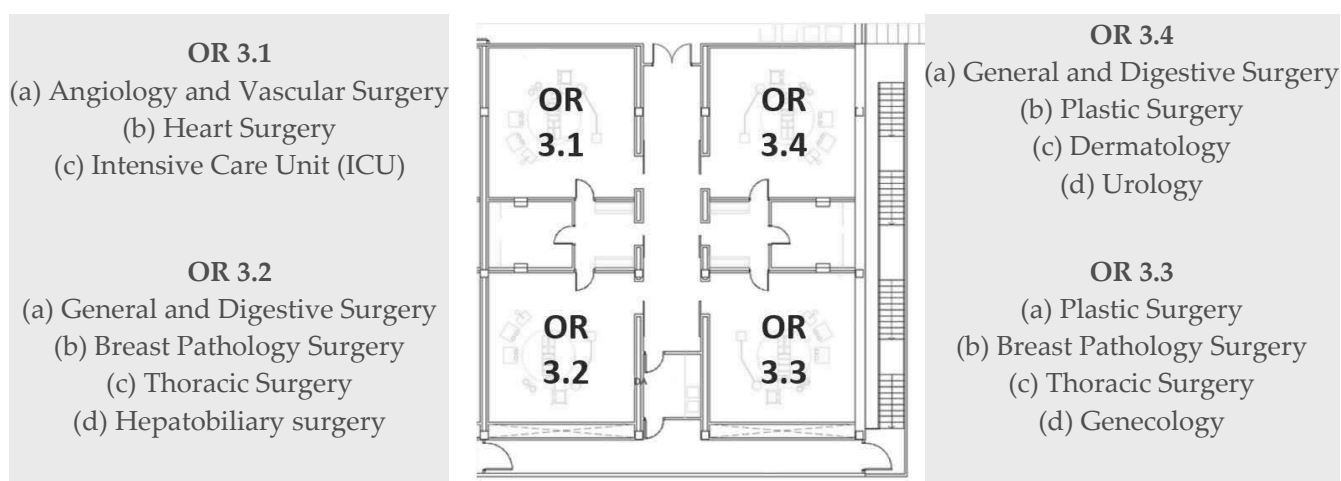 OR 3.1
(a) Angiology and Vascular Surgery
(b) Heart Surgery
(c) Intensive Care Unit (ICU)
OR 3.2
(a) General and Digestive Surgery
(b) Breast Pathology Surgery
(c) Thoracic Surgery
(d) Hepatobiliary surgery
OR
3.1
OR
3.4
OR
3.2
OR
3.3
DA
OR 3.4
(a) General and Digestive Surgery
(b) Plastic Surgery
(c) Dermatology
(d) Urology
OR 3.3
(a) Plastic Surgery
(b) Breast Pathology Surgery
(c) Thoracic Surgery
(d) Genecology